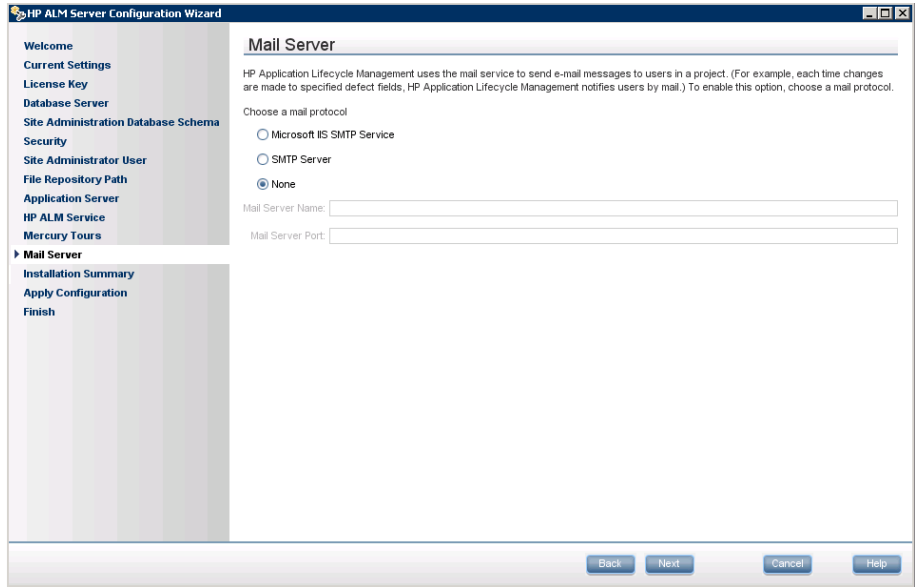 HP ALM Server Configuration Wizard
Welcome
Current Settings
License Key
Database Server
Site Administration Database Schema
Security
Site Administrator User
File Repository Path
Application Server
HP ALM Service
Mercury Tours
Mail Server
Installation Summary
Apply Configuration
Finish
Mail Server
HP Application Lifecycle Management uses the mail service to send e-mail messages to users in a project. (For example, each time changes
are made to specified defect fields, HP Application Lifecycle Management notifies users by mail.) To enable this option, choose a mail protocol.
Choose a mail protocol
Microsoft IIS SMTP Service
SMTP Server
None
Mail Server Name:
Mail Server Port:
Back
Next
Cancel
Help